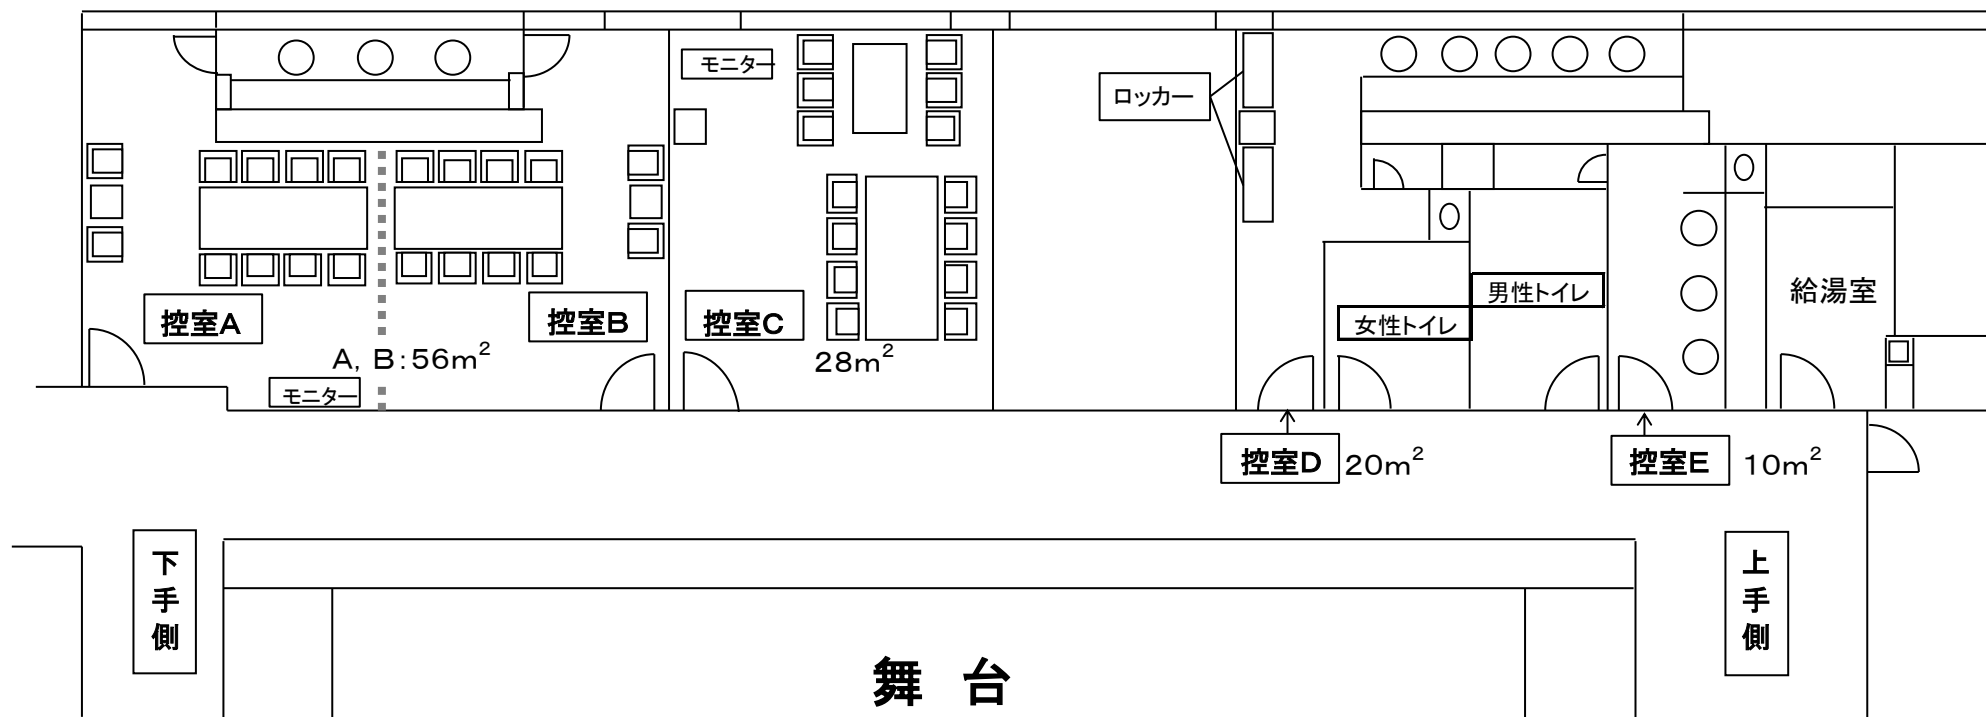 モニター
ロッカー
給湯室
男性トイレ
女性トイレ
控室A
控室B
控室C
A, B:56m²
28m²
モニター
控室D
20m²
控室E
10m²
下手側
上手側
舞 台